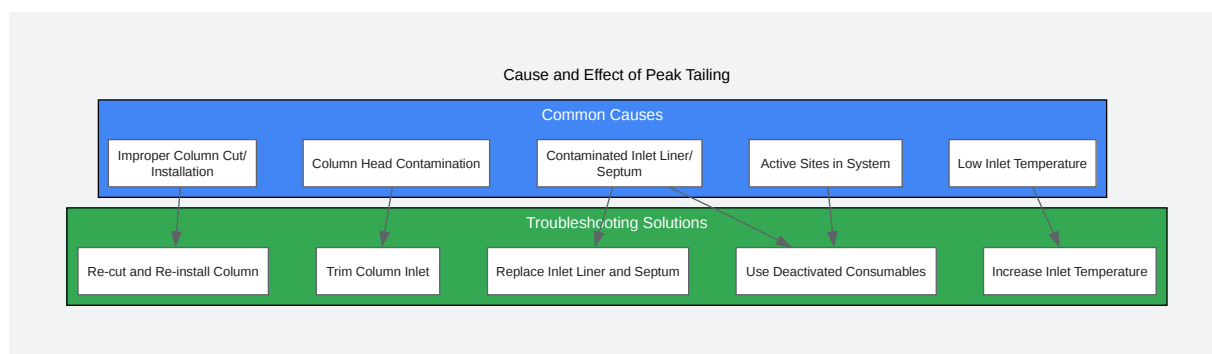 Cause and Effect of Peak Tailing
Common Causes
Improper Column Cut/
Installation
Column Head Contamination
Contaminated Inlet Liner/
Septum
Active Sites in System
Low Inlet Temperature
Troubleshooting Solutions
Re-cut and Re-install Column
Trim Column Inlet
Replace Inlet Liner and Septum
Use Deactivated Consumables
Increase Inlet Temperature